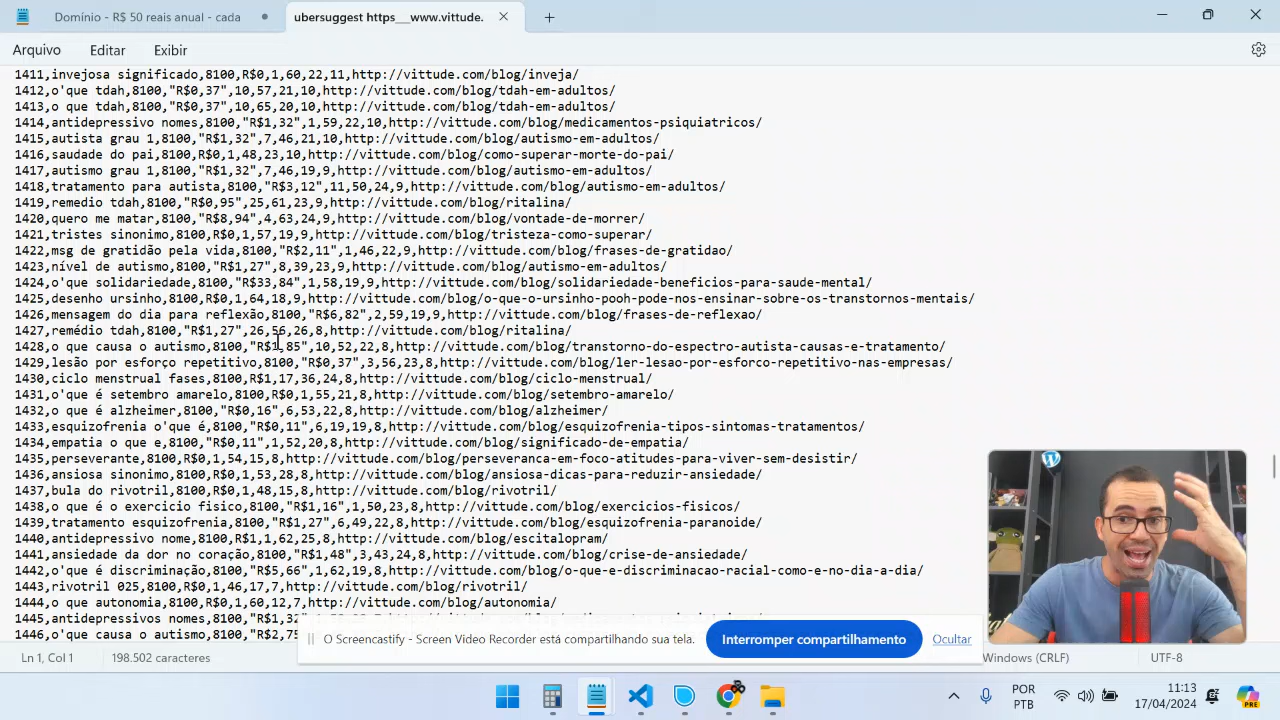 Domínio - R$ 50 reais anual - cada
ubersuggest https__www.vittude.
Arquivo Editar Exibir
1411,invejosa significado,8100,R$0,1,60,22,11,http://vittude.com/blog/inveja/
1412,o'que tdah,8100,"R$0,37",10,57,21,10,http://vittude.com/blog/tdah-em-adultos/
1413,o que tdah,8100,"R$0,37",10,65,20,10,http://vittude.com/blog/tdah-em-adultos/
1414,antidepressivo nomes,8100,"R$1,32",1,59,22,10,http://vittude.com/blog/medicamentos-psiquiatricos/
1415,autista grau 1,8100,"R$1,32",7,46,21,10,http://vittude.com/blog/autismo-em-adultos/
1416,saudade do pai,8100,R$0,1,48,23,10,http://vittude.com/blog/como-superar-morte-do-pai/
1417,autismo grau 1,8100,"R$1,32",7,46,19,9,http://vittude.com/blog/autismo-em-adultos/
1418,tratamento para autista,8100,"R$3,12",11,50,24,9,http://vittude.com/blog/autismo-em-adultos/
1419,remedio tdah,8100,"R$0,95",25,61,23,9,http://vittude.com/blog/ritalina/
1420,quero me matar,8100,"R$8,94",4,63,24,9,http://vittude.com/blog/vontade-de-morrer/
1421,tristes sinonimo,8100,R$0,1,57,19,9,http://vittude.com/blog/tristeza-como-superar/
1422,msg de gratidão pela vida,8100,"R$2,11",1,46,22,9,http://vittude.com/blog/frases-de-gratidao/
1423,nível de autismo,8100,"R$1,27",8,39,23,9,http://vittude.com/blog/autismo-em-adultos/
1424,o'que solidariedade,8100,"R$33,84",1,58,19,9,http://vittude.com/blog/solidariedade-beneficios-para-saude-mental/
1425,desenho ursinho,8100,R$0,1,64,18,9,http://vittude.com/blog/o-que-o-ursinho-pooh-pode-nos-ensinar-sobre-os-transtornos-mentais/
1426,mensagem do dia para reflexão,8100,"R$6,82",2,59,19,9,http://vittude.com/blog/frases-de-reflexao/
1427,remédio tdah,8100,"R$1,27",26,56,26,8,http://vittude.com/blog/ritalina/
1428,o que causa o autismo,8100,"R$1,85",10,52,22,8,http://vittude.com/blog/transtorno-do-espectro-autista-causas-e-tratamento/
1429,lesão por esforço repetitivo,8100,"R$0,37",3,56,23,8,http://vittude.com/blog/ler-lesao-por-esforco-repetitivo-nas-empresas/
1430,ciclo menstrual fases,8100,R$1,17,36,24,8,http://vittude.com/blog/ciclo-menstrual/
1431,o'que é setembro amarelo,8100,R$0,1,55,21,8,http://vittude.com/blog/setembro-amarelo/
1432,o que é alzheimer,8100,"R$0,16",6,53,22,8,http://vittude.com/blog/alzheimer/
1433,esquizofrenia o'que é,8100,"R$0,11",6,19,19,8,http://vittude.com/blog/esquizofrenia-tipos-sintomas-tratamentos/
1434,empatia o que e,8100,"R$0,11",1,52,20,8,http://vittude.com/blog/significado-de-empatia/
1435,perseverante,8100,R$0,1,54,15,8,http://vittude.com/blog/perseveranca-em-foco-atitudes-para-viver-sem-desistir/
1436,ansiosa sinonimo,8100,R$0,1,53,28,8,http://vittude.com/blog/ansiosa-dicas-para-reduzir-ansiedade/
1437,bula do rivotril,8100,R$0,1,48,15,8,http://vittude.com/blog/rivotril/
1438,o que é o exercicio fisico,8100,"R$1,16",1,50,23,8,http://vittude.com/blog/exercicios-fisicos/
1439,tratamento esquizofrenia,8100,"R$1,27",6,49,22,8,http://vittude.com/blog/esquizofrenia-paranoide/
1440,antidepressivo nome,8100,R$0,1,62,25,8,http://vittude.com/blog/escitalopram/
1441,ansiedade da dor no coração,8100,"R$1,48",3,43,24,8,http://vittude.com/blog/crise-de-ansiedade/
1442,o'que é discriminação,8100,"R$5,66",1,62,19,8,http://vittude.com/blog/o-que-e-discriminacao-racial-como-e-no-dia-a-dia/
1443,rivotril 025,8100,R$0,1,46,17,7,http://vittude.com/blog/rivotril/
1444,o que autonomia,8100,R$0,1,60,12,7,http://vittude.com/blog/autonomia/
1445,antidepressivos nomes,8100,"R$1,32"
1446,o'que causa o autismo,8100,"R$2,75
O Screencastify - Screen Video Recorder está compartilhando sua tela.
Interromper compartilhamento
Ocultar
Ln 1, Col 1
198.502 caracteres
Windows (CRLF)
UTF-8
POR
PTB
11:13
17/04/2024
PRE